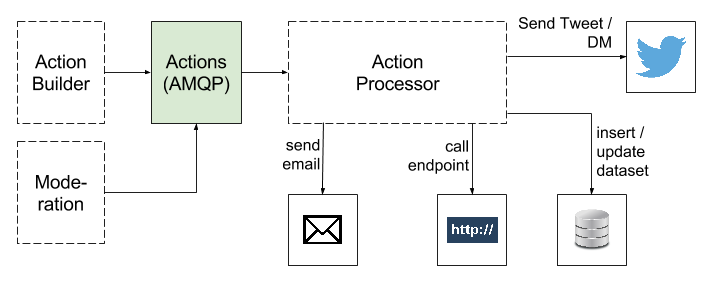 Action
Builder
Actions
(AMQP)
Action
Processor
Send Tweet /
DM
Mode-
ration
send
email
call
endpoint
insert /
update
dataset
http://